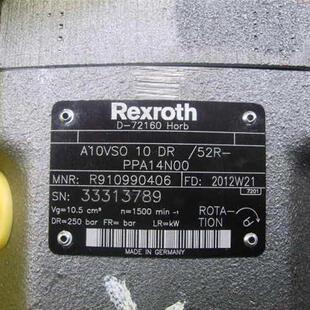 Rexroth
D-72160 Horb
A10VSO 10 DR /52R-
PPA14N00
MNR: R910990406 FD: 2012W21
SN: 33313789 7201
Vg=10.5 cm³ n=1500 min -¹ ROTA-
DR=250 bar FR= bar LR=kW TION
MADE IN GERMANY